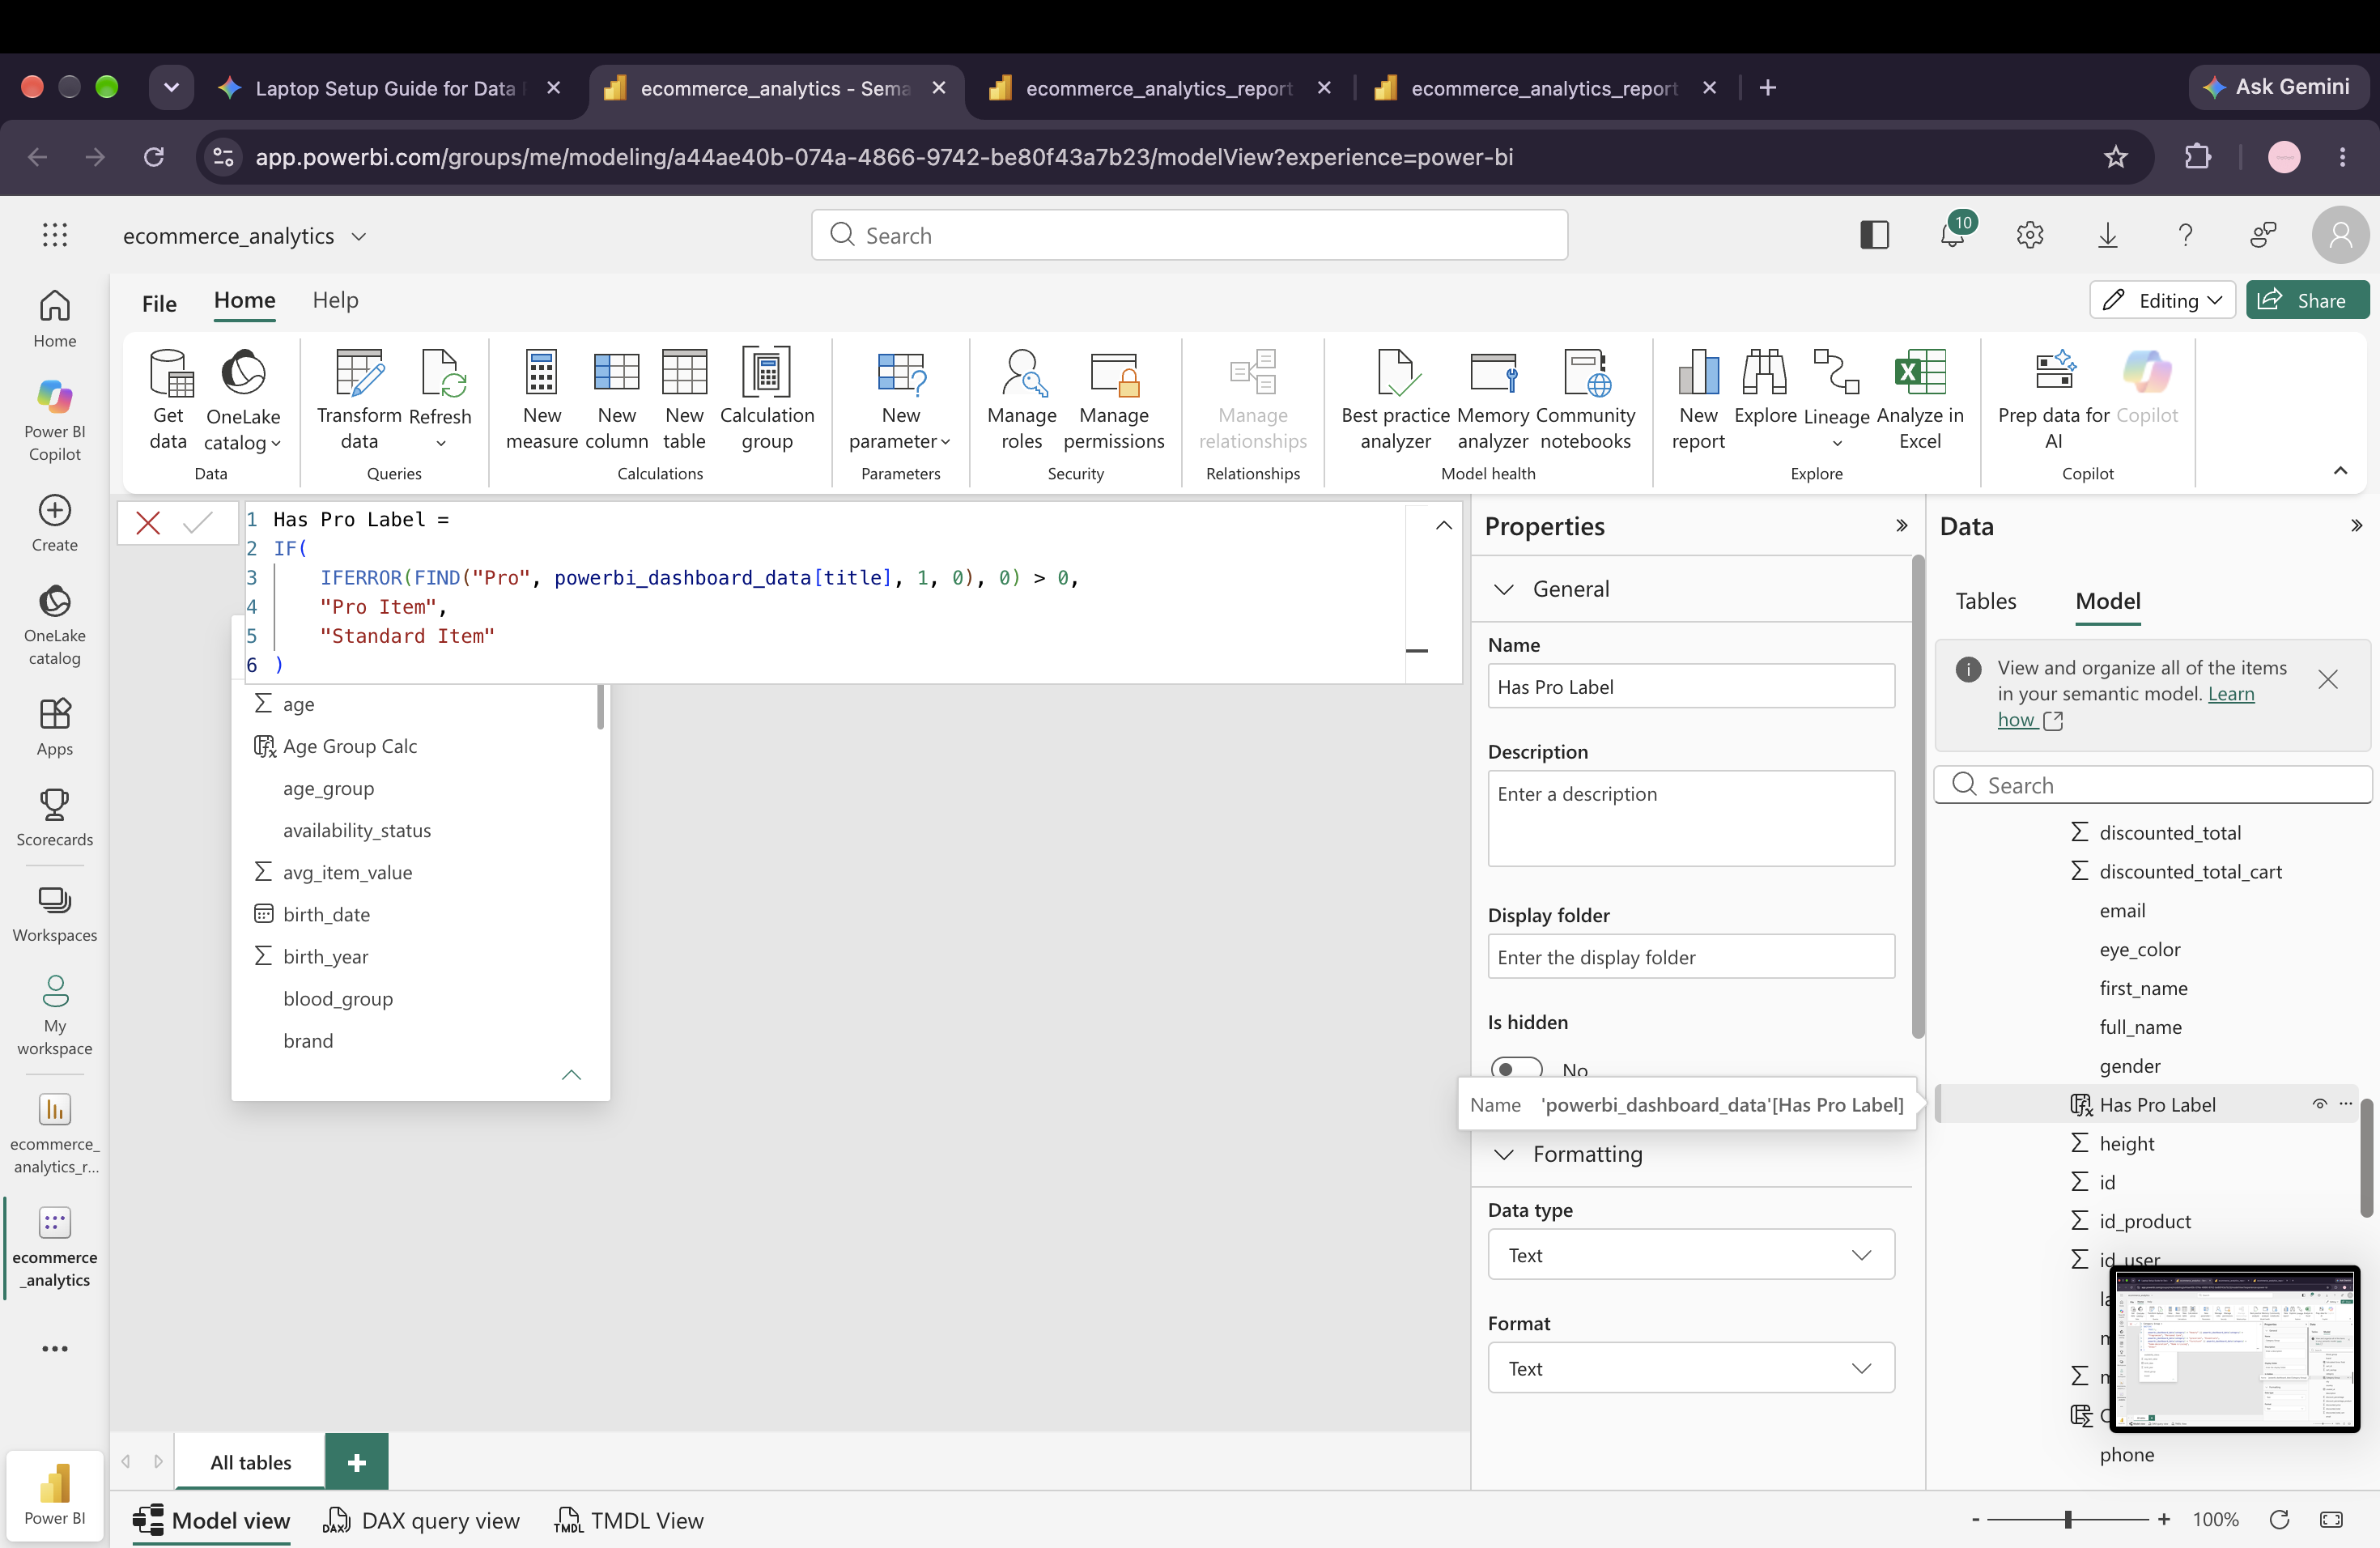 Laptop Setup Guide for Data
ecommerce_analytics - Sema
ecommerce_analytics_report
ecommerce_analytics_report
Ask Gemini
app.powerbi.com/groups/me/modeling/a44ae40b-074a-4866-9742-be80f43a7b23/modelView?experience=power-bi
ecommerce_analytics
Search
10
File
Home
Help
Editing
Share
Get data
OneLake catalog
Data
Transform data
Refresh
Queries
New measure
New column
New table
Calculation group
Calculations
New parameter
Parameters
Manage roles
Manage permissions
Security
Manage relationships
Relationships
Best practice analyzer
Memory analyzer
Community notebooks
Model health
New report
Explore
Lineage
Analyze in Excel
Explore
Prep data for AI
Copilot
Copilot
Home
Power BI
Copilot
Create
OneLake
catalog
Apps
Scorecards
Workspaces
My
workspace
ecommerce_
analytics_r...
ecommerce
_analytics
Power BI
1 Has Pro Label =
2 IF(
3 IFERROR(FIND("Pro", powerbi_dashboard_data[title], 1, 0), 0) > 0,
4 "Pro Item",
5 "Standard Item"
6 )
age
Age Group Calc
age_group
availability_status
avg_item_value
birth_date
birth_year
blood_group
brand
Properties
General
Name
Has Pro Label
Description
Enter a description
Display folder
Enter the display folder
Is hidden
No
Name 'powerbi_dashboard_data'[Has Pro Label]
Formatting
Data type
Text
Format
Text
Data
Tables
Model
View and organize all of the items
in your semantic model. Learn
how
Search
discounted_total
discounted_total_cart
email
eye_color
first_name
full_name
gender
Has Pro Label
height
id
id_product
id_user
phone
All tables
Model view
DAX query view
TMDL View
100%